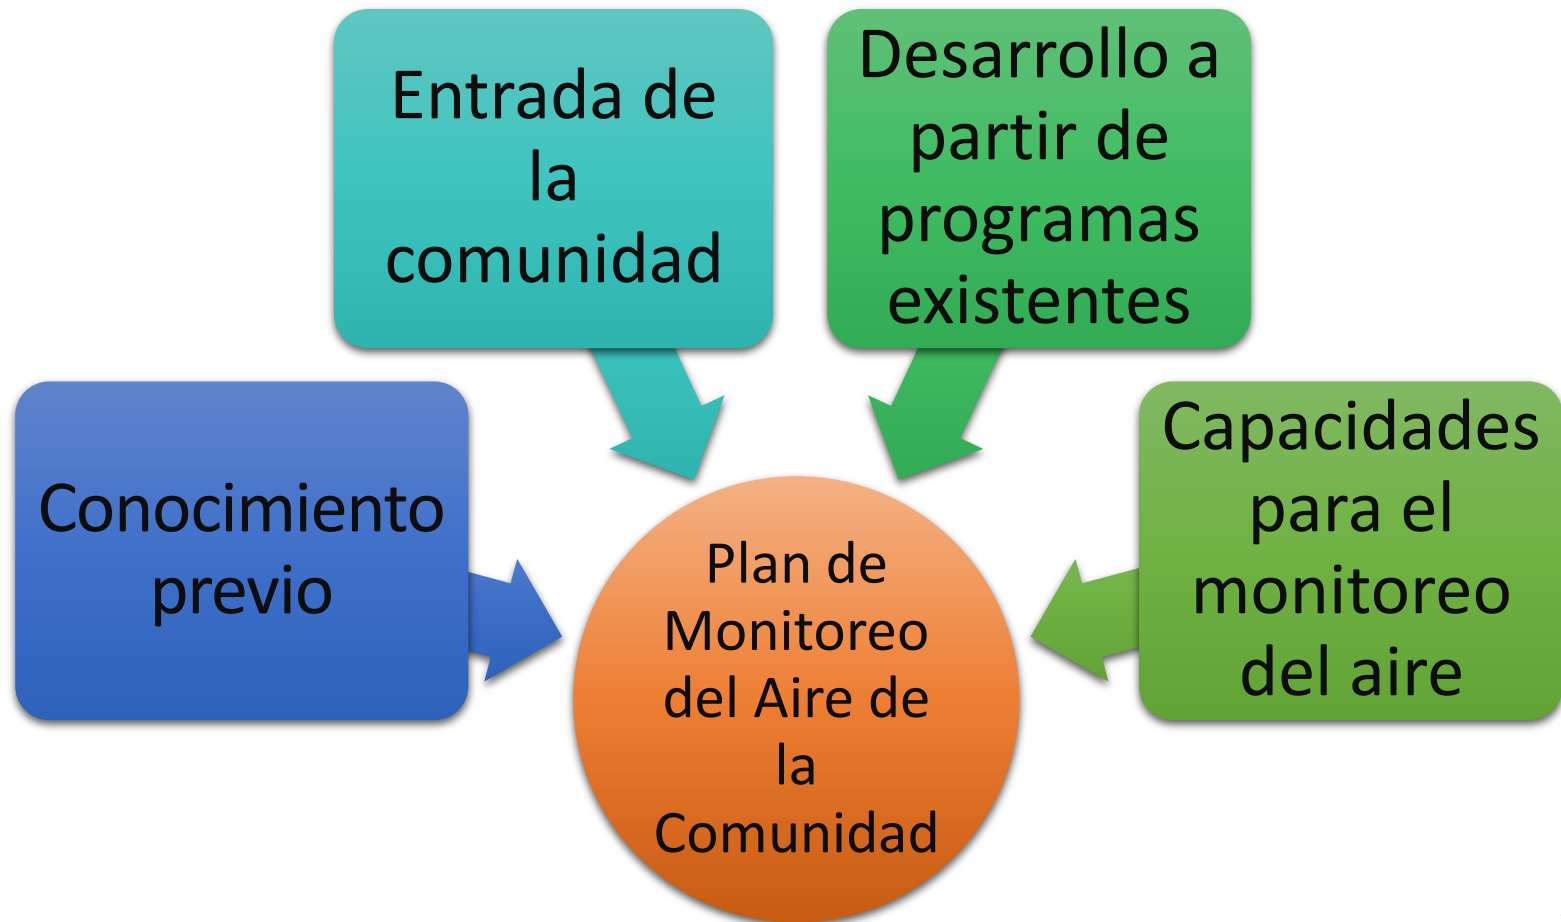 Entrada de
la
comunidad
Desarrollo a
partir de
programas
existentes
Conocimiento
previo
Capacidades
para el
monitoreo
del aire
Plan de
Monitoreo
del Aire de
la
Comunidad